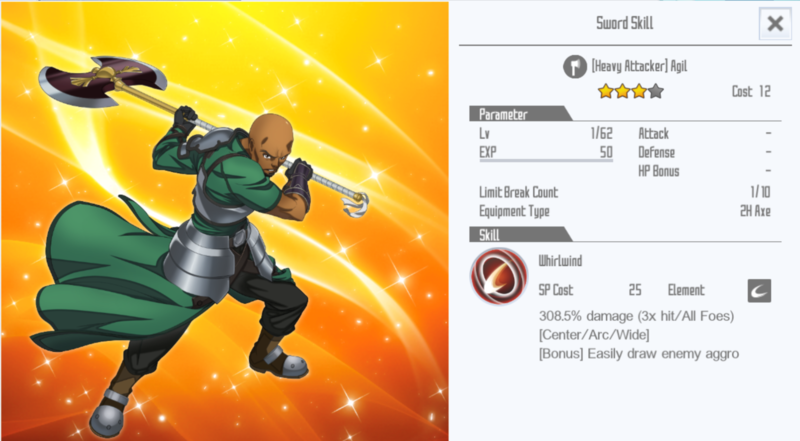 Sword Skill
[Heavy Attacker] Agil
Cost 12
Parameter
Lv 1/62 Attack -
EXP 50 Defense -
HP Bonus -
Limit Break Count 1/10
Equipment Type 2H Axe
Skill
Whirlwind
SP Cost 25 Element
308.5% damage (3x hit/All Foes)
[Center/Arc/Wide]
[Bonus] Easily draw enemy aggro